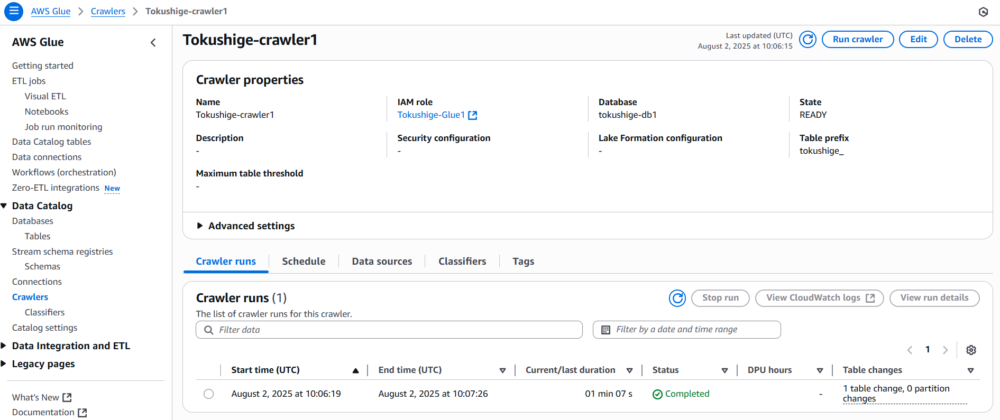 AWS Glue > Crawlers > Tokushige-crawler1
AWS Glue
Getting started
ETL jobs
Visual ETL
Notebooks
Job run monitoring
Data Catalog tables
Data connections
Workflows (orchestration)
Zero-ETL integrations New
Data Catalog
Databases
Tables
Stream schema registries
Schemas
Connections
Crawlers
Classifiers
Catalog settings
Data Integration and ETL
Legacy pages
What's New
Documentation
Tokushige-crawler1
Last updated (UTC)
August 2, 2025 at 10:06:15
Run crawler
Edit
Delete
Crawler properties
Name
Tokushige-crawler1
IAM role
Tokushige-Glue1
Database
tokushige-db1
State
READY
Description
-
Security configuration
-
Lake Formation configuration
-
Table prefix
tokushige_
Maximum table threshold
-
Advanced settings
Crawler runs
Schedule
Data sources
Classifiers
Tags
Crawler runs (1)
Stop run
View CloudWatch logs
View run details
The list of crawler runs for this crawler.
Filter data
Filter by a date and time range
1
Start time (UTC) End time (UTC) Current/last duration Status DPU hours Table changes
August 2, 2025 at 10:06:19 August 2, 2025 at 10:07:26 01 min 07 s Completed - 1 table change, 0 partition
changes